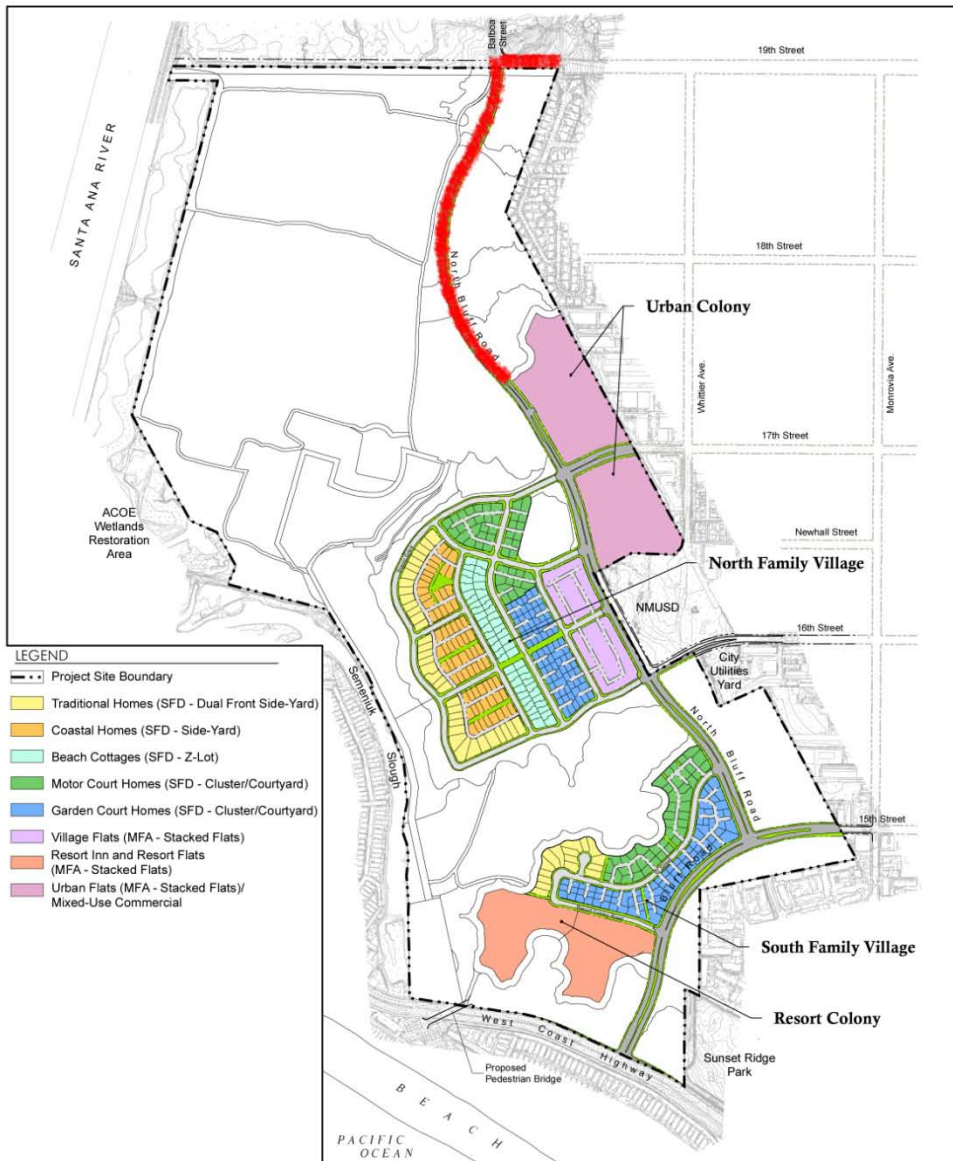 Balboa
Street
19th Street
SANTA ANA RIVER
18th Street
North Bluff Road
Urban Colony
Whittier Ave.
Monrovia Ave.
17th Street
ACOE
Wetlands
Restoration
Area
Newhall Street
North Family Village
NMUSD
16th Street
City
Utilities
Yard
LEGEND
Project Site Boundary
Traditional Homes (SFD - Dual Front Side-Yard)
Coastal Homes (SFD - Side-Yard)
Beach Cottages (SFD - Z-Lot)
Motor Court Homes (SFD - Cluster/Courtyard)
Garden Court Homes (SFD - Cluster/Courtyard)
Village Flats (MFA - Stacked Flats)
Resort Inn and Resort Flats
(MFA - Stacked Flats)
Urban Flats (MFA - Stacked Flats)/
Mixed-Use Commercial
Semeniuk
Slough
North Bluff Road
15th Street
Bluff Road
South Family Village
Resort Colony
West Coast Highway
Sunset Ridge
Park
Proposed
Pedestrian Bridge
BEACH
PACIFIC
OCEAN